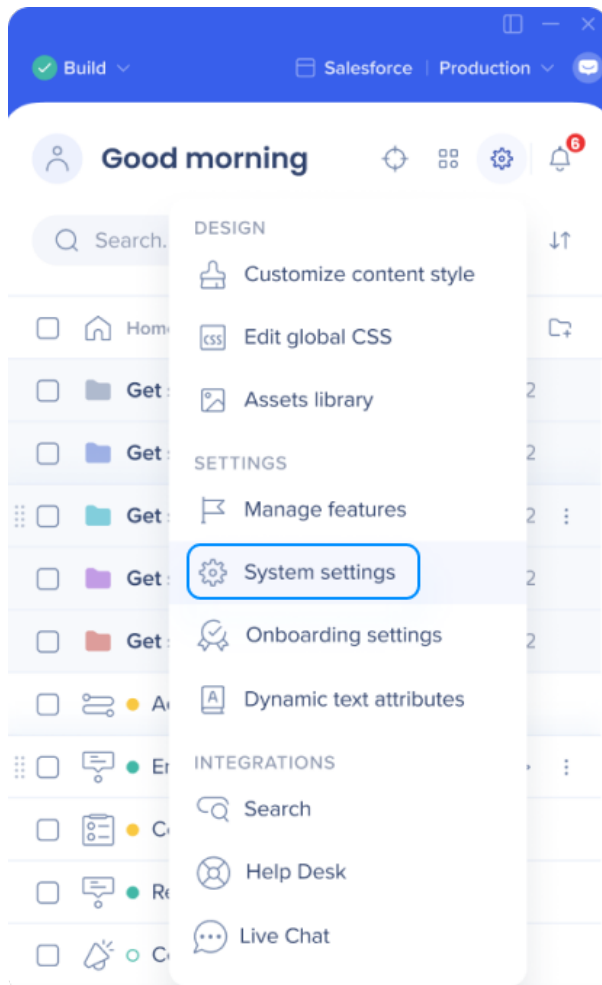 Build
Salesforce | Production
Good morning
6
Search.
DESIGN
Customize content style
CSS
Edit global CSS
Assets library
Home
Get
2
Get
2
SETTINGS
Manage features
Get
2
System settings
Get
2
Onboarding settings
Get
2
A
Dynamic text attributes
INTEGRATIONS
Search
Help Desk
Live Chat